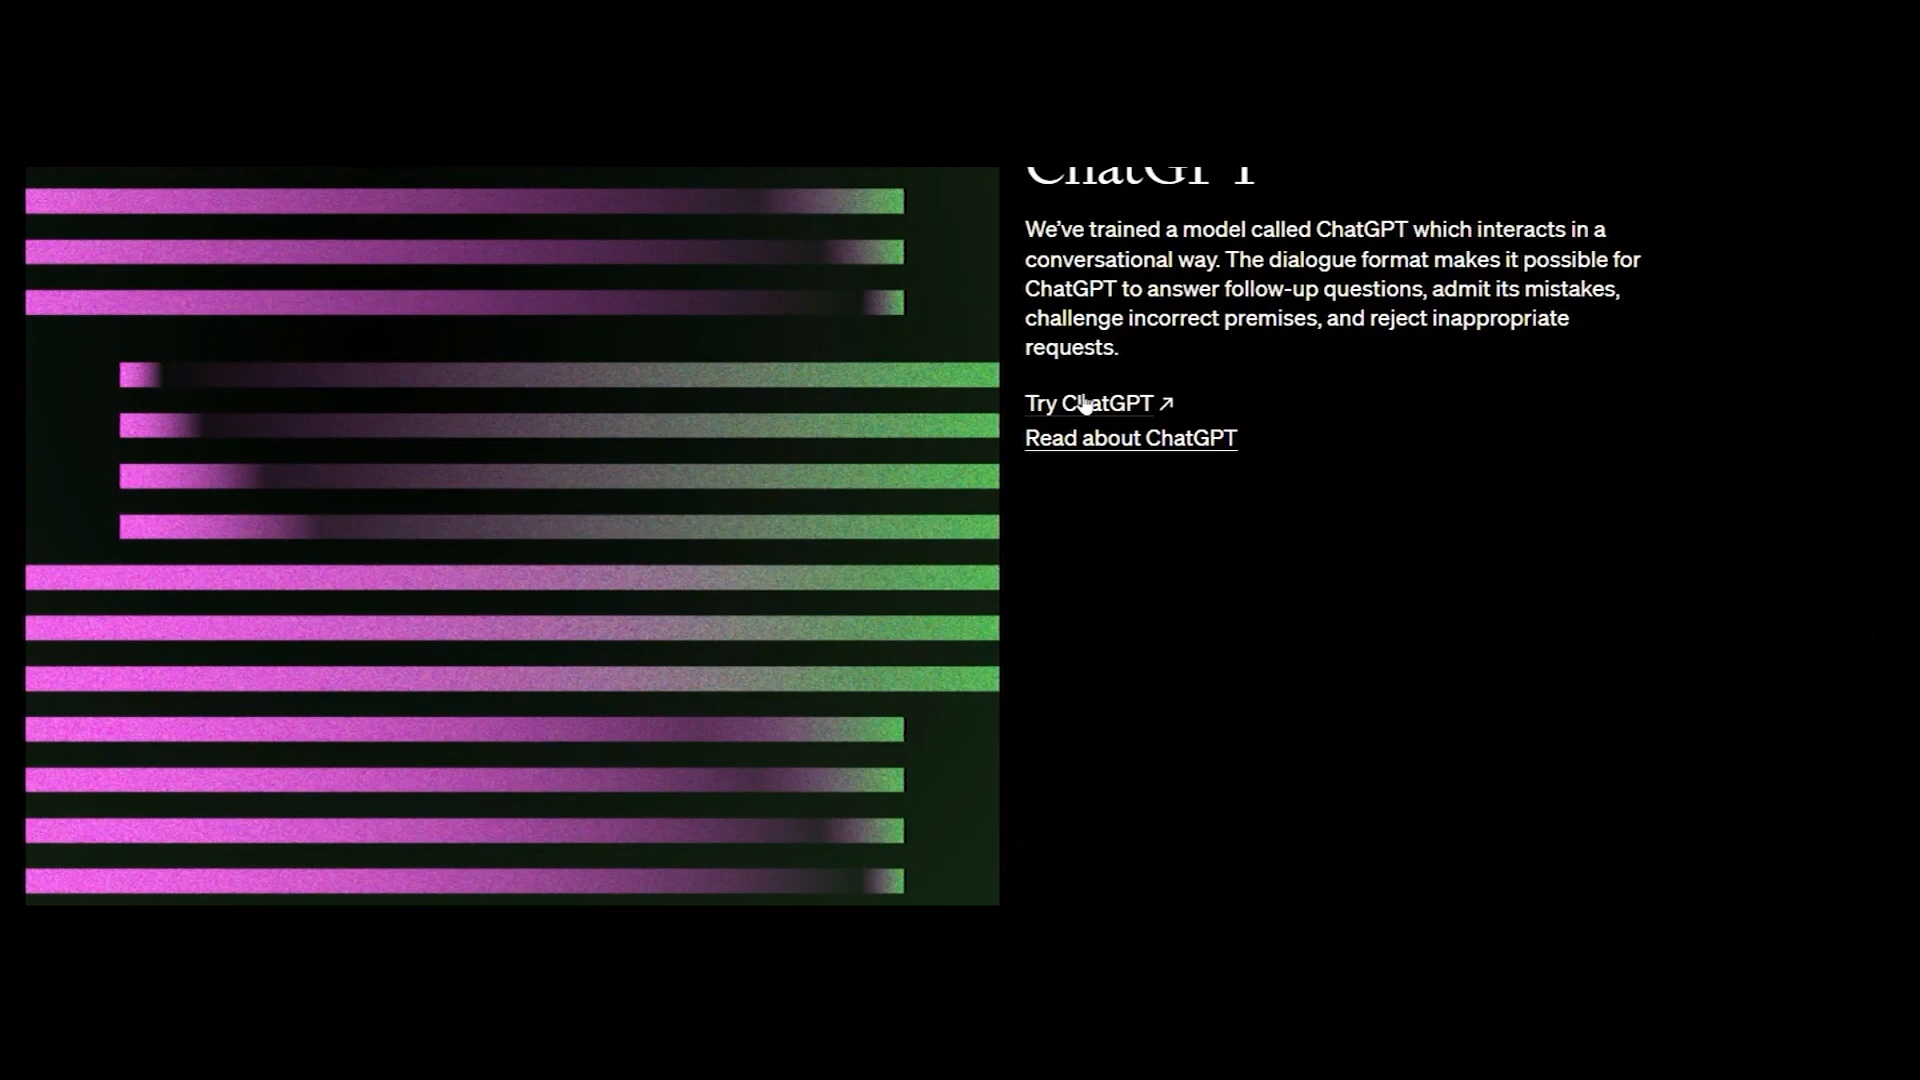 ChatGPT
We've trained a model called ChatGPT which interacts in a
conversational way. The dialogue format makes it possible for
ChatGPT to answer follow-up questions, admit its mistakes,
challenge incorrect premises, and reject inappropriate
requests.
Try ChatGPT ↗
Read about ChatGPT